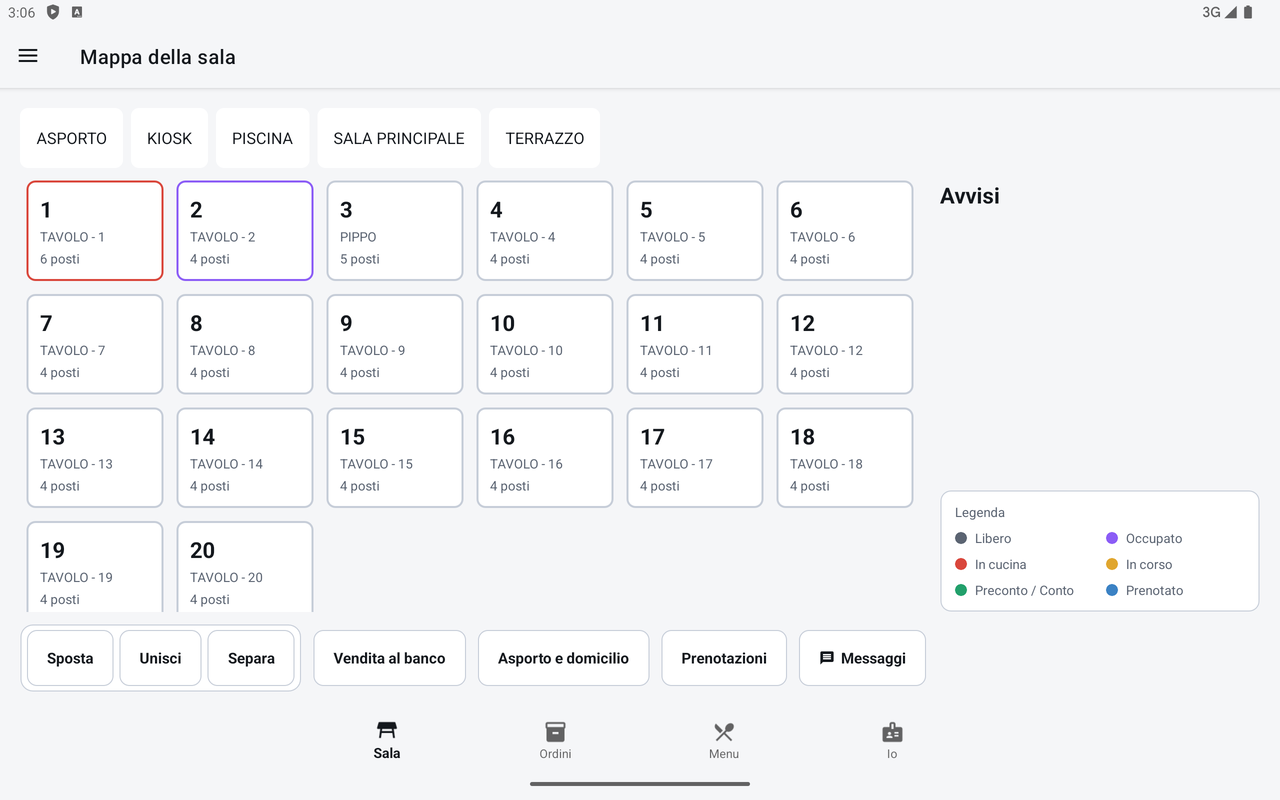 3:06
3G
Mappa della sala
ASPORTO
KIOSK
PISCINA
SALA PRINCIPALE
TERRAZZO
1
TAVOLO - 1
6 posti
2
TAVOLO - 2
4 posti
3
PIPPO
5 posti
4
TAVOLO - 4
4 posti
5
TAVOLO - 5
4 posti
6
TAVOLO - 6
4 posti
7
TAVOLO - 7
4 posti
8
TAVOLO - 8
4 posti
9
TAVOLO - 9
4 posti
10
TAVOLO - 10
4 posti
11
TAVOLO - 11
4 posti
12
TAVOLO - 12
4 posti
13
TAVOLO - 13
4 posti
14
TAVOLO - 14
4 posti
15
TAVOLO - 15
4 posti
16
TAVOLO - 16
4 posti
17
TAVOLO - 17
4 posti
18
TAVOLO - 18
4 posti
19
TAVOLO - 19
4 posti
20
TAVOLO - 20
4 posti
Avvisi
Legenda
Libero
Occupato
In cucina
In corso
Preconto / Conto
Prenotato
Sposta
Unisci
Separa
Vendita al banco
Asporto e domicilio
Prenotazioni
Messaggi
Sala
Ordini
Menu
Io